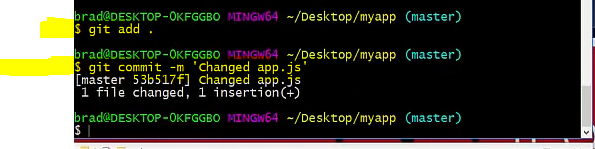 brad@DESKTOP-0KFGGBO MINGW64 ~/Desktop/myapp (master)
$ git add .
brad@DESKTOP-0KFGGBO MINGW64 ~/Desktop/myapp (master)
$ git commit -m 'Changed app.js'
[master 53b517f] Changed app.js
 1 file changed, 1 insertion(+)
brad@DESKTOP-0KFGGBO MINGW64 ~/Desktop/myapp (master)
$